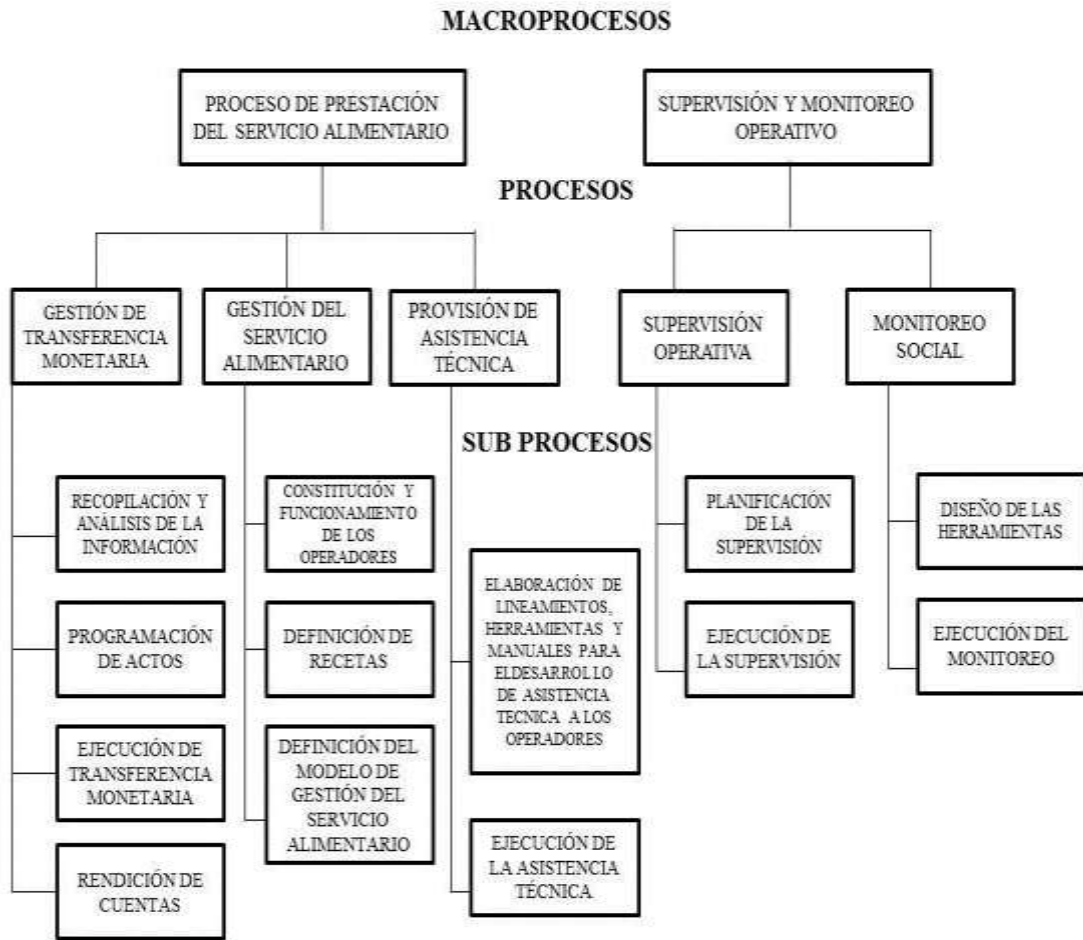 MACROPROCESOS
PROCESO DE PRESTACIÓN
DEL SERVICIO ALIMENTARIO
SUPERVISIÓN Y MONITOREO
OPERATIVO
PROCESOS
GESTIÓN DE
TRANSFERENCIA
MONETARIA
GESTIÓN DEL
SERVICIO
ALIMENTARIO
PROVISIÓN DE
ASISTENCIA
TÉCNICA
SUPERVISIÓN
OPERATIVA
MONITOREO
SOCIAL
SUB PROCESOS
RECOPILACIÓN Y
ANÁLISIS DE LA
INFORMACIÓN
PROGRAMACIÓN
DE ACTOS
EJECUCIÓN DE
TRANSFERENCIA
MONETARIA
RENDICIÓN DE
CUENTAS
CONSTITUCIÓN Y
FUNCIONAMIENTO
DE LOS
OPERADORES
DEFINICIÓN DE
RECETAS
DEFINICIÓN DEL
MODELO DE
GESTIÓN DEL
SERVICIO
ALIMENTARIO
ELABORACIÓN DE
LINEAMIENTOS,
HERRAMIENTAS Y
MANUALES PARA
ELDESARROLLO
DE ASISTENCIA
TECNICA A LOS
OPERADORES
EJECUCIÓN DE
LA ASISTENCIA
TÉCNICA
PLANIFICACIÓN
DE LA
SUPERVISIÓN
EJECUCIÓN DE
LA SUPERVISIÓN
DISEÑO DE LAS
HERRAMIENTAS
EJECUCIÓN DEL
MONITOREO